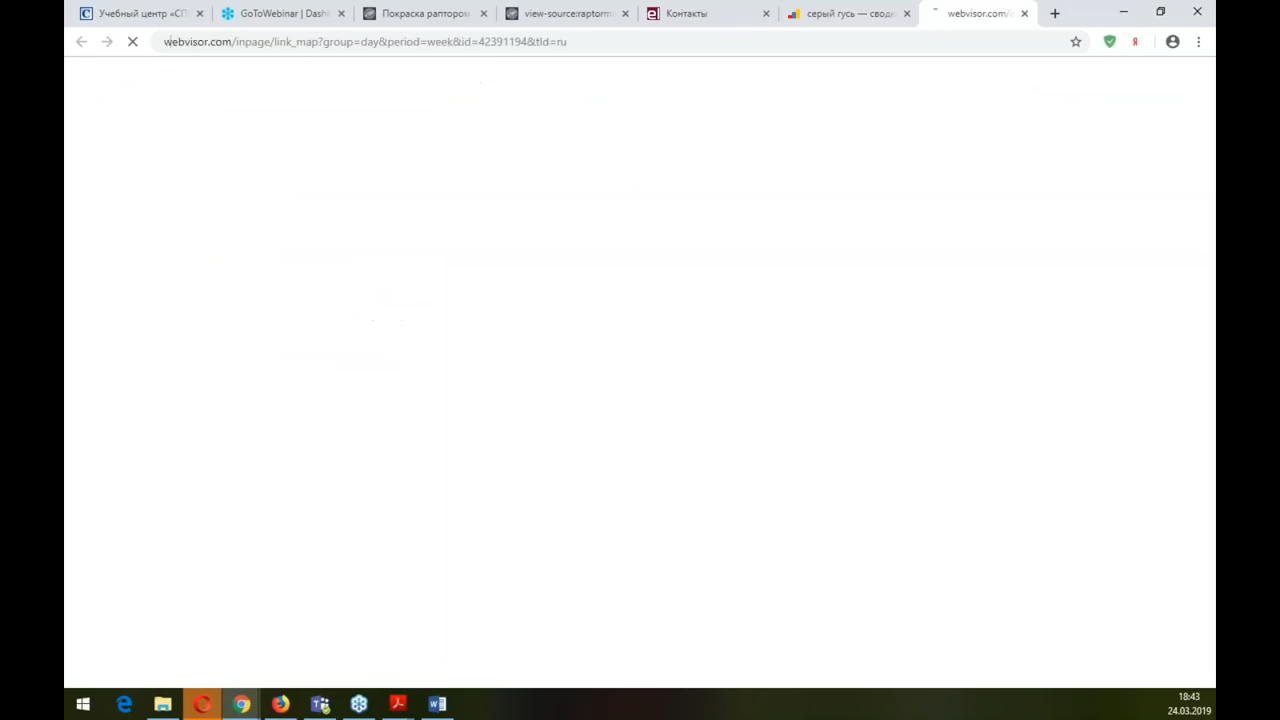 Учебный центр «СП
GoToWebinar | Dash
Покраска раптором
view-source:raptorm
Контакты
серый гусь — свод
webvisor.com/i
webvisor.com/inpage/link_map?group=day&period=week&id=42391194&tld=ru
18:43
24.03.2019